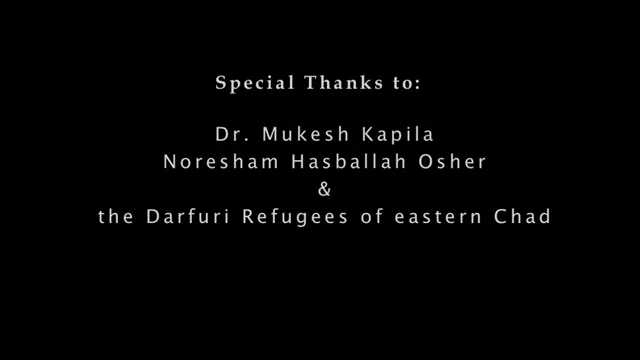 Special Thanks to:
Dr. Mukesh Kapila
Noresham Hasballah Osher
&
the Darfuri Refugees of eastern Chad